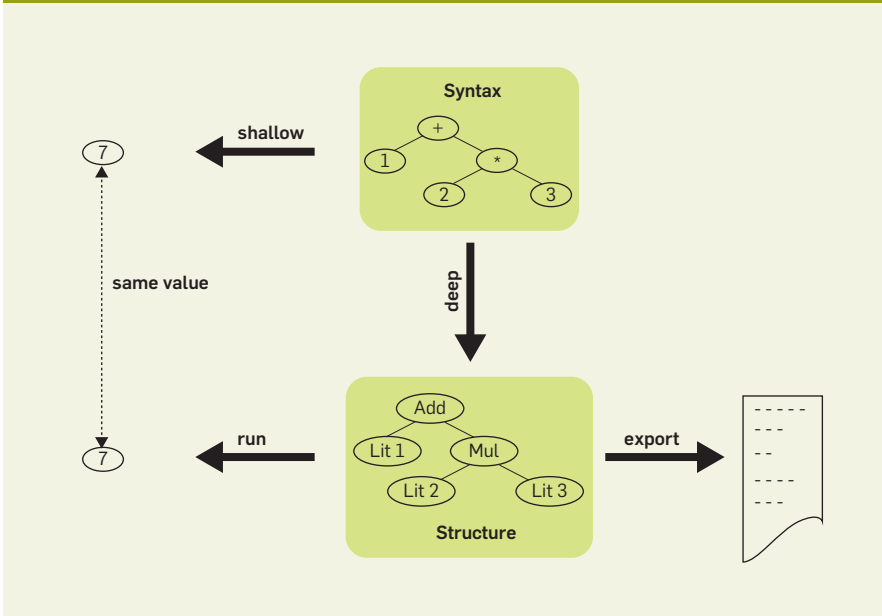 Syntax
+
shallow
7
1
*
2
3
same value
deep
Add
run
export
7
Lit 1
Mul
Lit 2
Lit 3
Structure